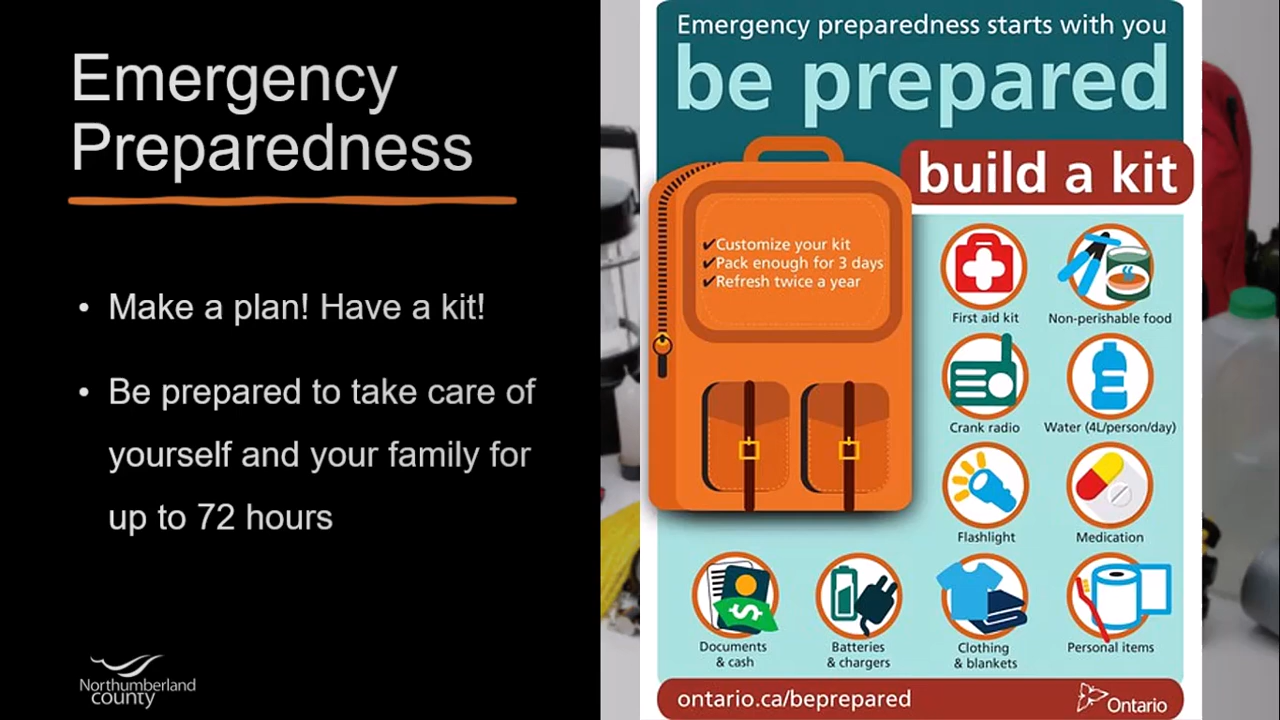 Emergency
Preparedness
• Make a plan! Have a kit!
• Be prepared to take care of
yourself and your family for
up to 72 hours
Northumberland
county
Emergency preparedness starts with you
be prepared
build a kit
✔Customize your kit
✔Pack enough for 3 days
✔Refresh twice a year
First aid kit
Non-perishable food
Crank radio
Water (4L/person/day)
Flashlight
Medication
Documents
& cash
Batteries
& chargers
Clothing
& blankets
Personal items
ontario.ca/beprepared
Ontario